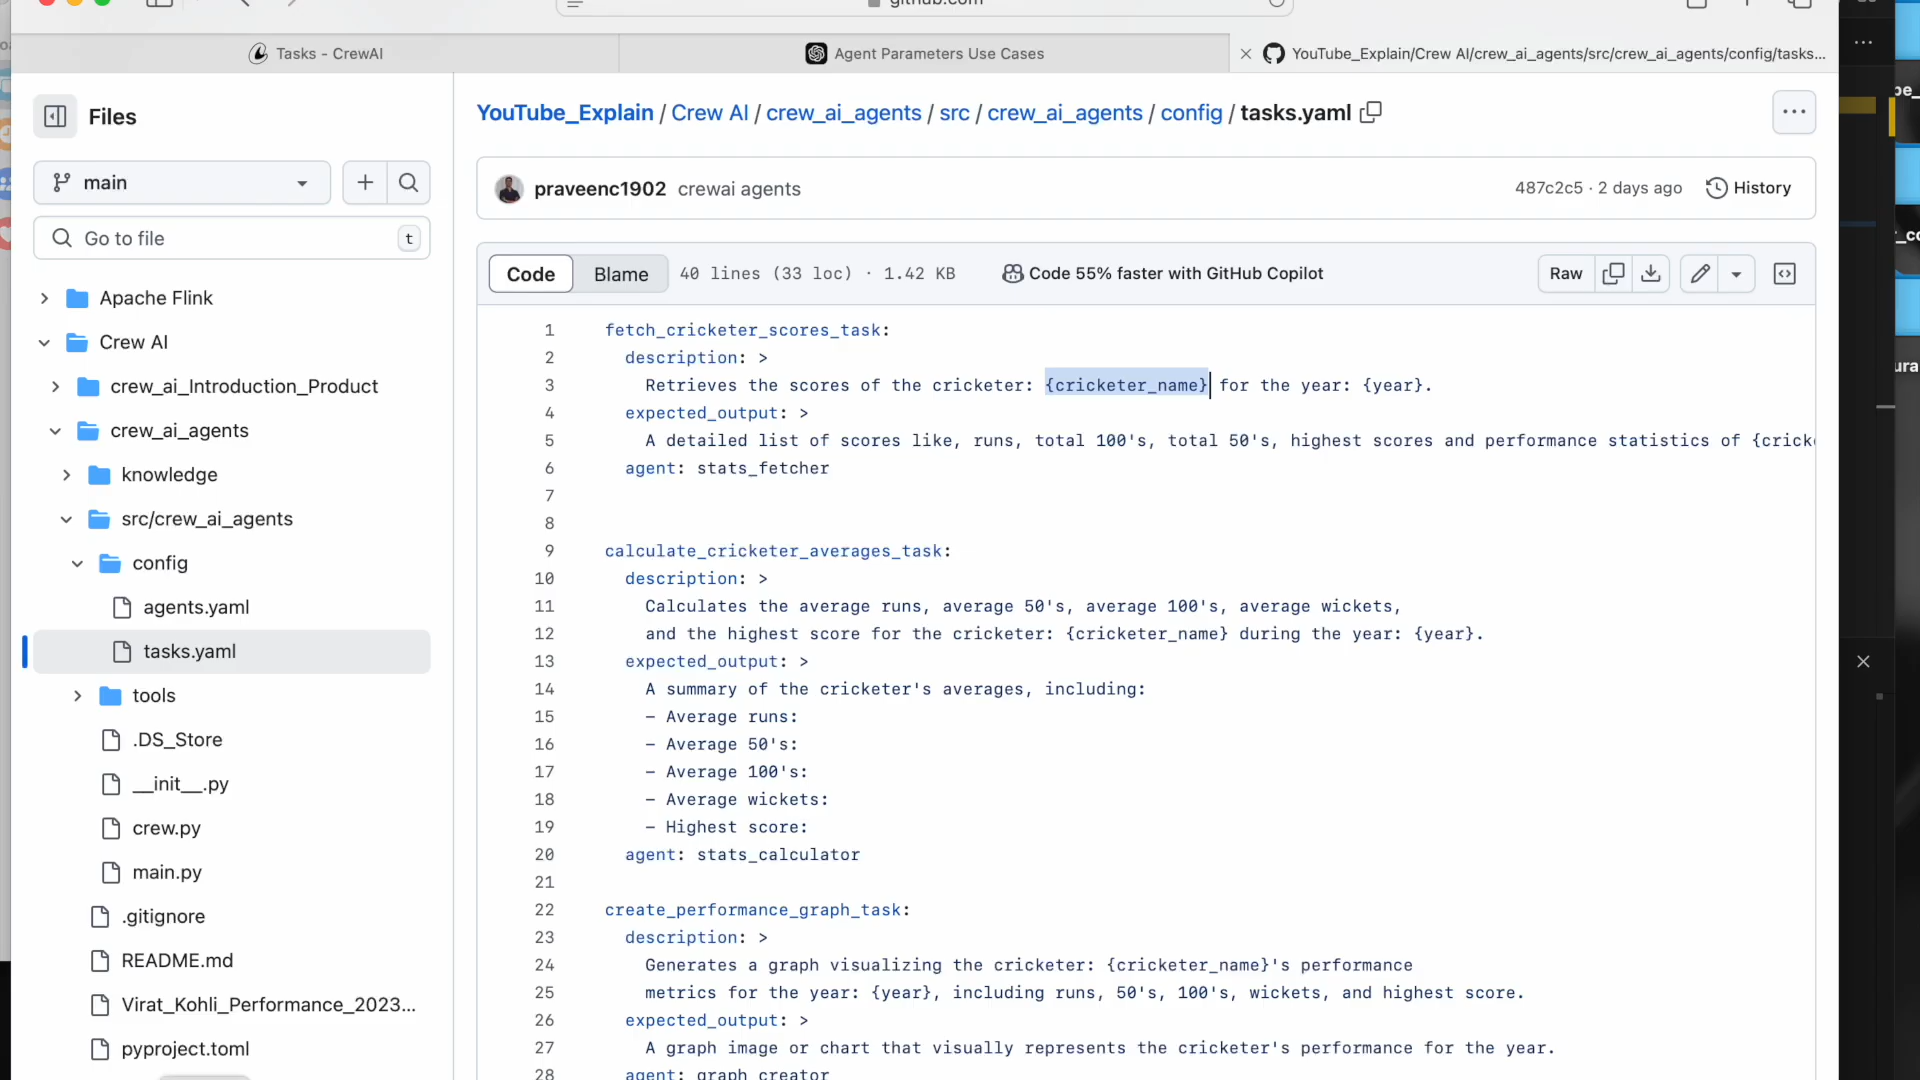 github.com
Tasks - CrewAI
Agent Parameters Use Cases
YouTube_Explain/Crew AI/crew_ai_agents/src/crew_ai_agents/config/tasks...
Files
main
Go to file
t
Apache Flink
Crew AI
crew_ai_Introduction_Product
crew_ai_agents
knowledge
src/crew_ai_agents
config
agents.yaml
tasks.yaml
tools
.DS_Store
__init__.py
crew.py
main.py
.gitignore
README.md
Virat_Kohli_Performance_2023...
pyproject.toml
YouTube_Explain / Crew AI / crew_ai_agents / src / crew_ai_agents / config / tasks.yaml
praveenc1902 crewai agents
487c2c5 · 2 days ago
History
Code
Blame
40 lines (33 loc) · 1.42 KB
Code 55% faster with GitHub Copilot
Raw
1 fetch_cricketer_scores_task:
2 description: >
3 Retrieves the scores of the cricketer: {cricketer_name} for the year: {year}.
4 expected_output: >
5 A detailed list of scores like, runs, total 100's, total 50's, highest scores and performance statistics of {crick
6 agent: stats_fetcher
7
8
9 calculate_cricketer_averages_task:
10 description: >
11 Calculates the average runs, average 50's, average 100's, average wickets,
12 and the highest score for the cricketer: {cricketer_name} during the year: {year}.
13 expected_output: >
14 A summary of the cricketer's averages, including:
15 - Average runs:
16 - Average 50's:
17 - Average 100's:
18 - Average wickets:
19 - Highest score:
20 agent: stats_calculator
21
22 create_performance_graph_task:
23 description: >
24 Generates a graph visualizing the cricketer: {cricketer_name}'s performance
25 metrics for the year: {year}, including runs, 50's, 100's, wickets, and highest score.
26 expected_output: >
27 A graph image or chart that visually represents the cricketer's performance for the year.
28 agent: graph_creator